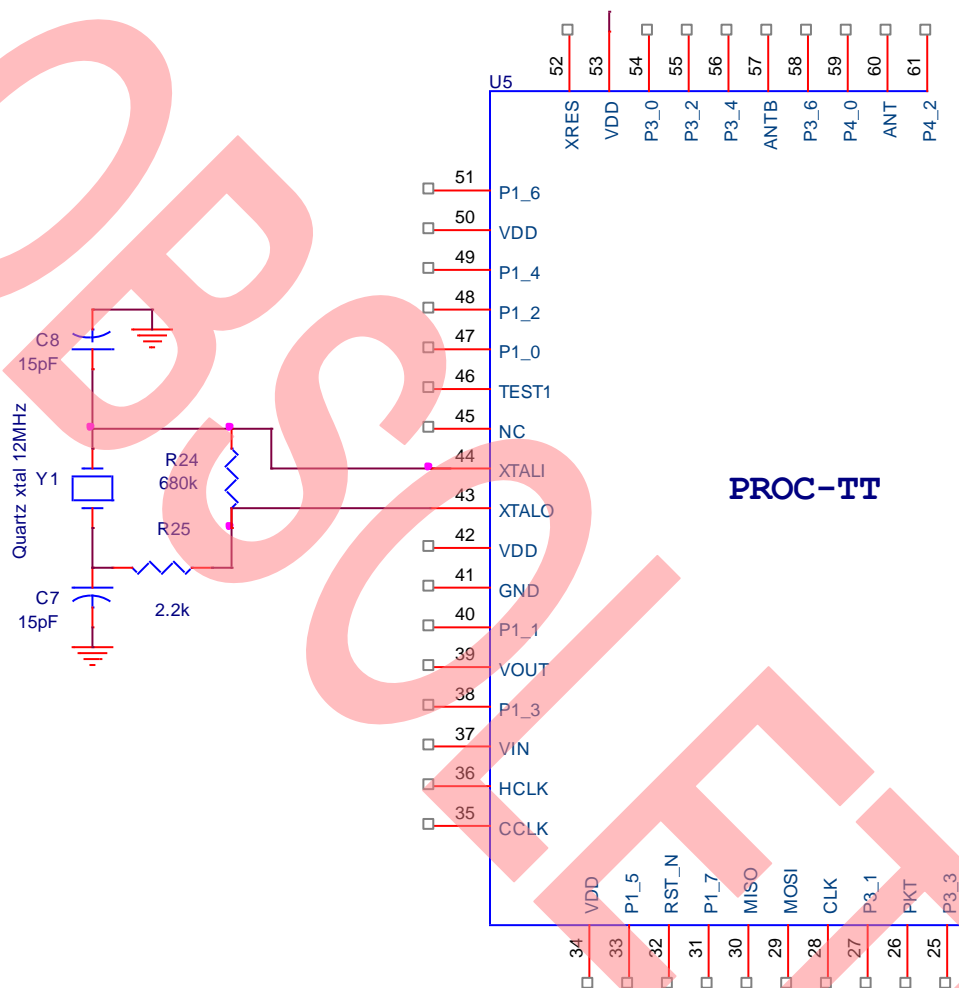 52
53
54
55
56
57
58
59
60
61
U5
XRES
VDD
P3_0
P3_2
P3_4
ANTB
P3_6
P4_0
ANT
P4_2
51 P1_6
50 VDD
49 P1_4
48 P1_2
47 P1_0
46 TEST1
45 NC
44 XTALI
43 XTALO
42 VDD
41 GND
40 P1_1
39 VOUT
38 P1_3
37 VIN
36 HCLK
35 CCLK
C8
15pF
Quartz xtal 12MHz
Y1
R24
680k
R25
2.2k
C7
15pF
PROC-TT
VDD
P1_5
RST_N
P1_7
MISO
MOSI
CLK
P3_1
PKT
P3_3
34
33
32
31
30
29
28
27
26
25
OBSOLET